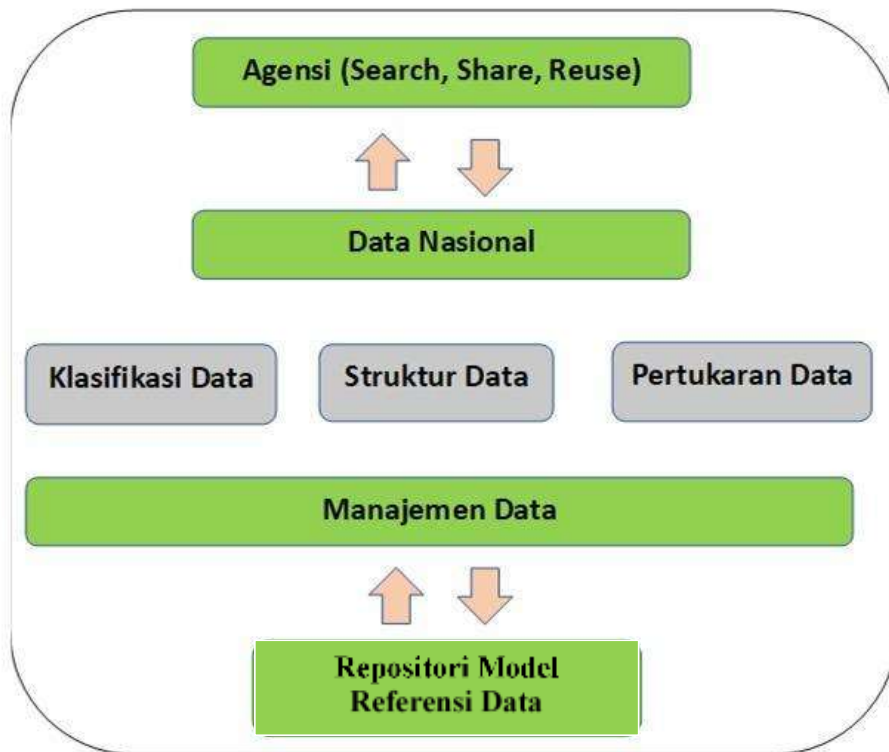 Agensi (Search, Share, Reuse)
Data Nasional
Klasifikasi Data
Struktur Data
Pertukaran Data
Manajemen Data
Repositori Model
Referensi Data